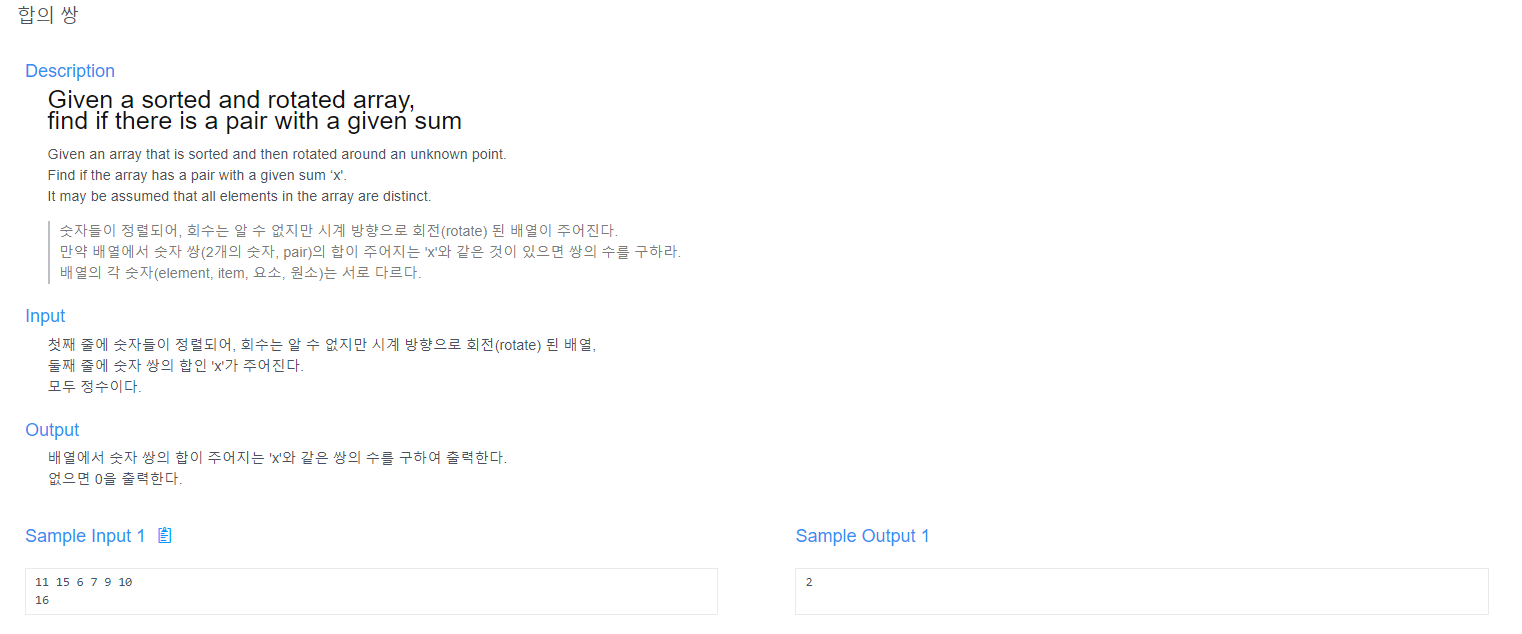 합의 쌍
Description
Given a sorted and rotated array,
find if there is a pair with a given sum
Given an array that is sorted and then rotated around an unknown point.
Find if the array has a pair with a given sum ‘x'.
It may be assumed that all elements in the array are distinct.
숫자들이 정렬되어, 회수는 알 수 없지만 시계 방향으로 회전(rotate) 된 배열이 주어진다.
만약 배열에서 숫자 쌍(2개의 숫자, pair)의 합이 주어지는 'x'와 같은 것이 있으면 쌍의 수를 구하라.
배열의 각 숫자(element, item, 요소, 원소)는 서로 다르다.
Input
첫째 줄에 숫자들이 정렬되어, 회수는 알 수 없지만 시계 방향으로 회전(rotate) 된 배열,
둘째 줄에 숫자 쌍의 합인 'x'가 주어진다.
모두 정수이다.
Output
배열에서 숫자 쌍의 합이 주어지는 'x'와 같은 쌍의 수를 구하여 출력한다.
없으면 0을 출력한다.
Sample Input 1
11 15 6 7 9 10
16
Sample Output 1
2